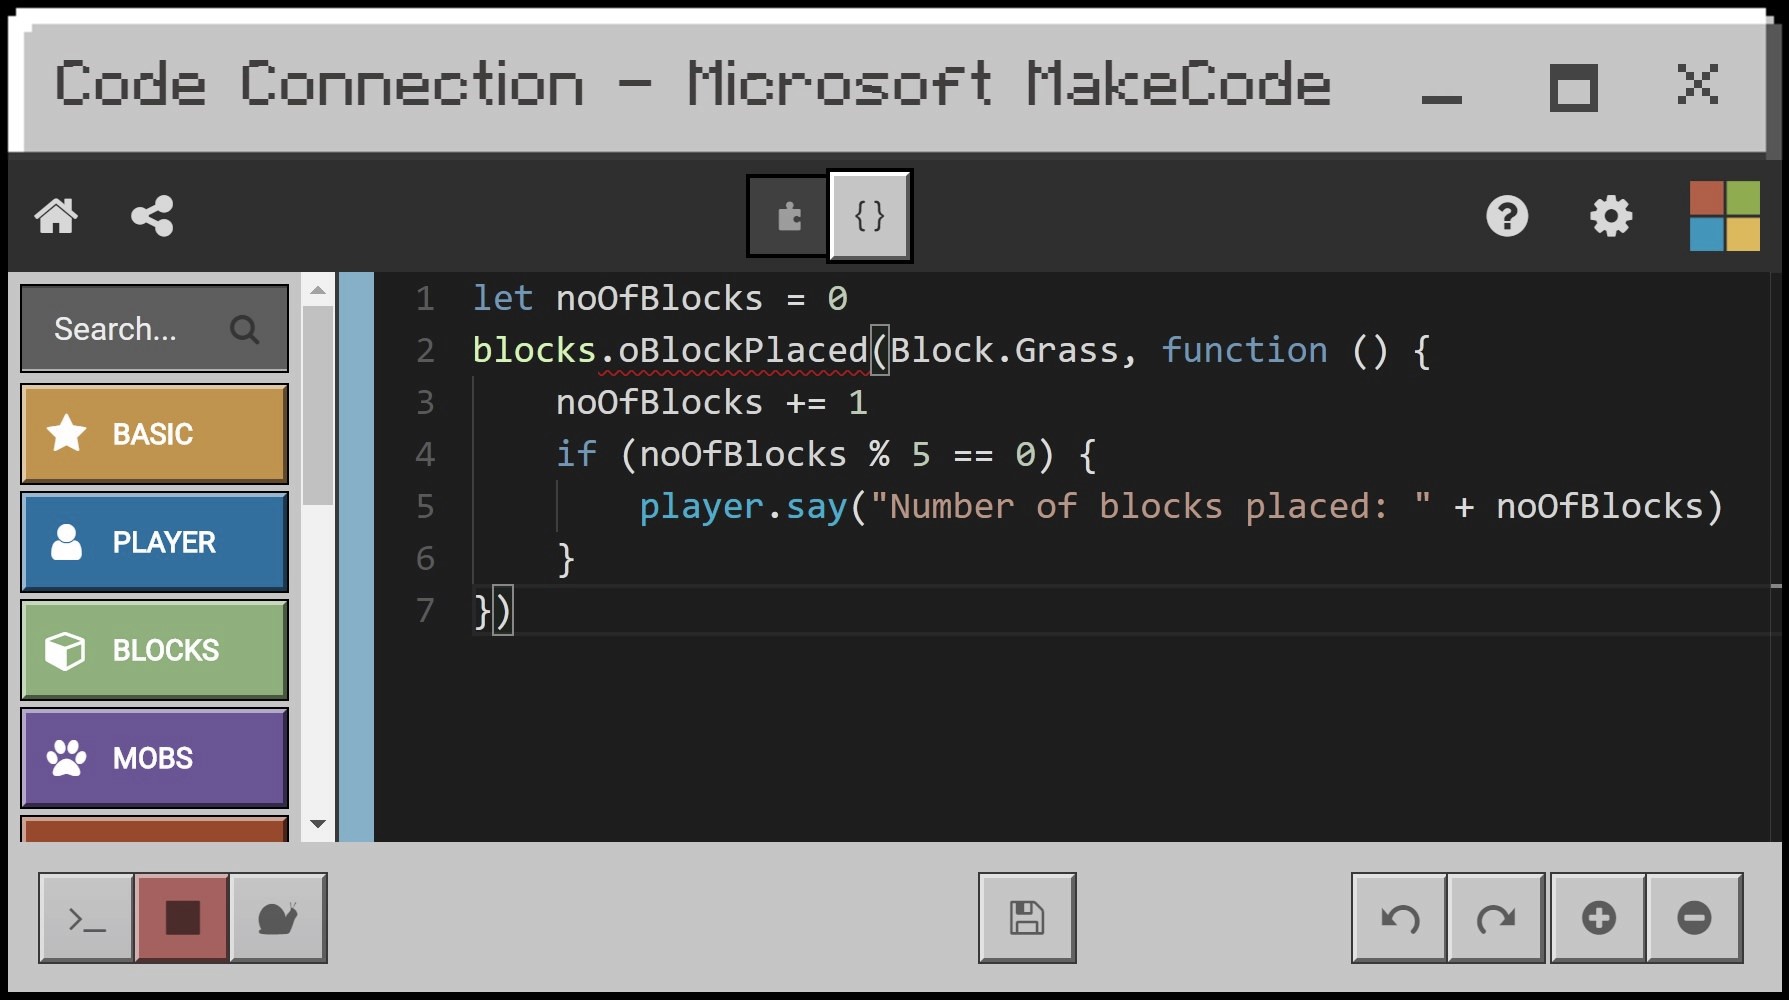 Code Connection - Microsoft MakeCode
{}
Search...
BASIC
PLAYER
BLOCKS
MOBS
1 let noOfBlocks = 0
2 blocks.oBlockPlaced(Block.Grass, function () {
3 noOfBlocks += 1
4 if (noOfBlocks % 5 == 0) {
5 player.say("Number of blocks placed: " + noOfBlocks)
6 }
7 })